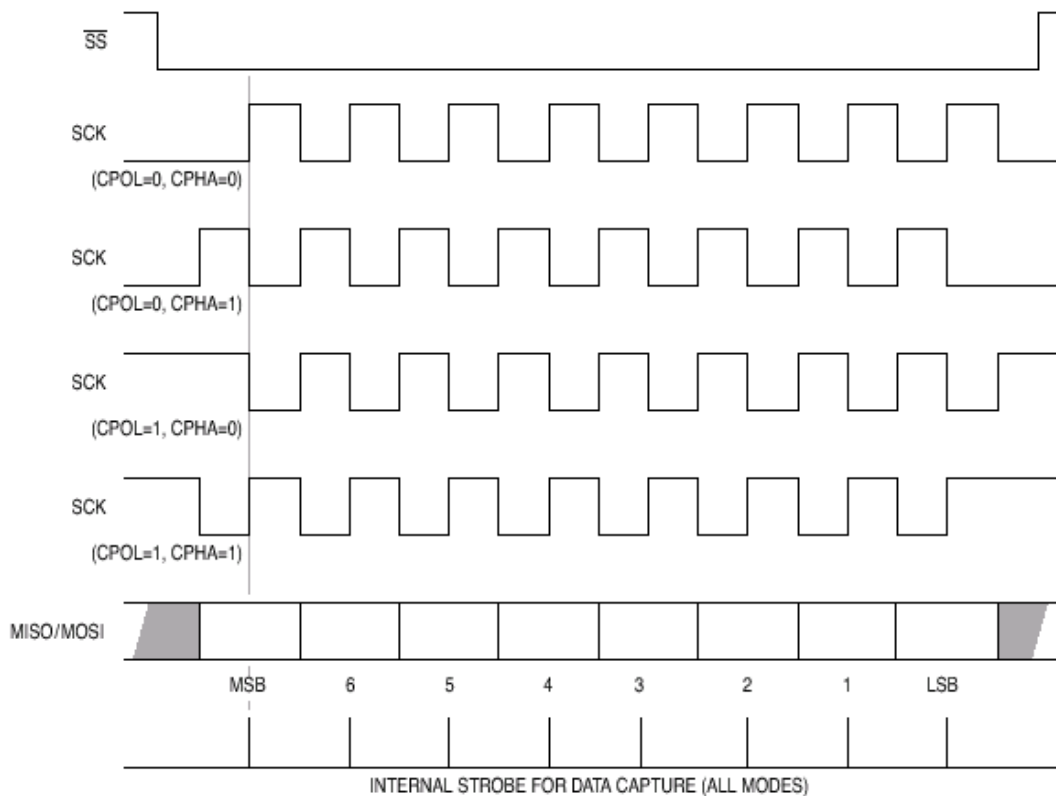 SS
SCK
(CPOL=0, CPHA=0)
SCK
(CPOL=0, CPHA=1)
SCK
(CPOL=1, CPHA=0)
SCK
(CPOL=1, CPHA=1)
MISO/MOSI
MSB 6 5 4 3 2 1 LSB
INTERNAL STROBE FOR DATA CAPTURE (ALL MODES)